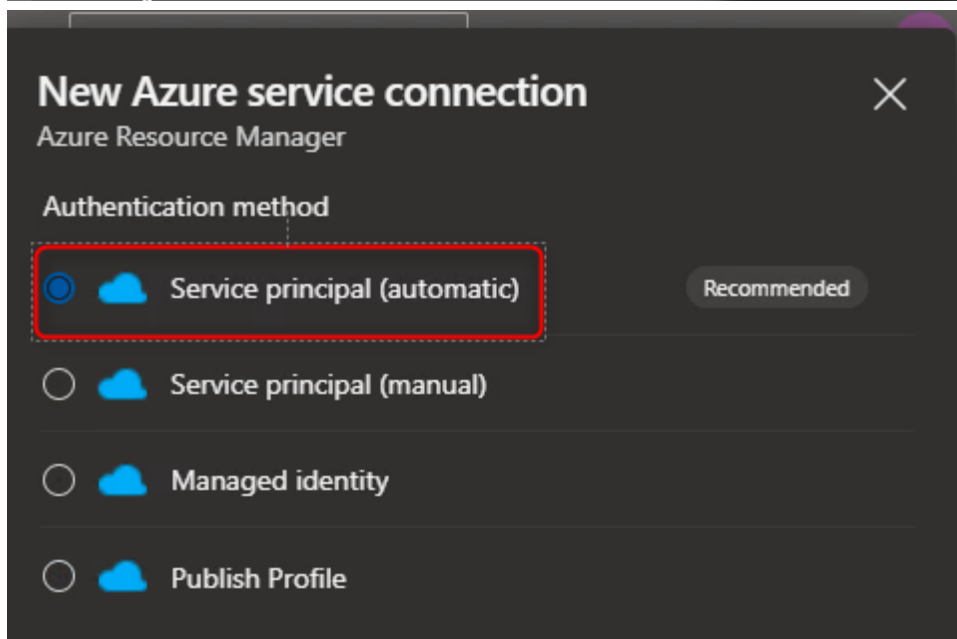 New Azure service connection
Azure Resource Manager
Authentication method
Service principal (automatic)
Recommended
Service principal (manual)
Managed identity
Publish Profile